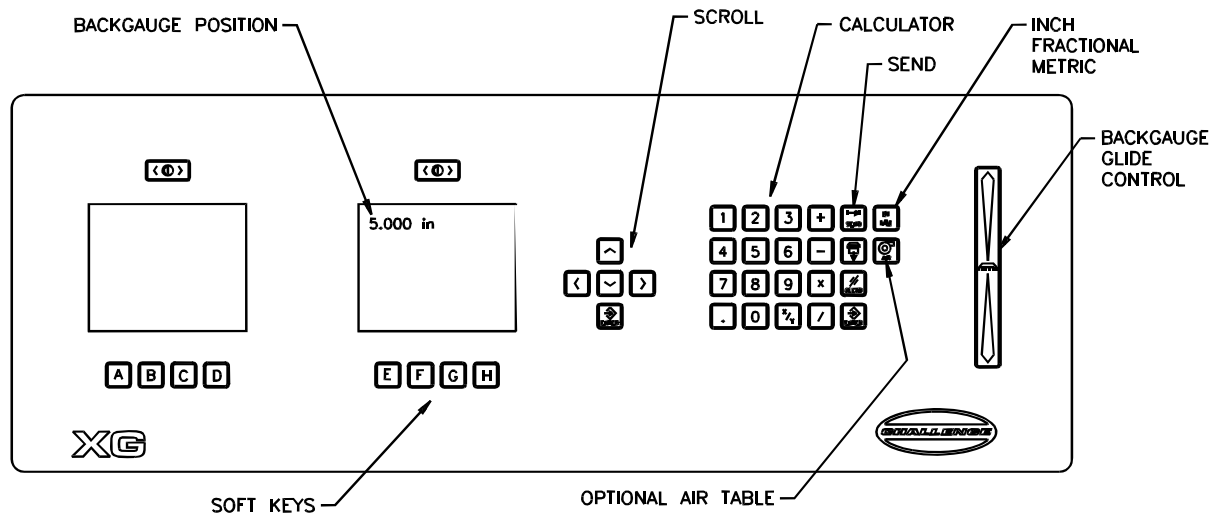 BACKGAUGE POSITION
SCROLL
CALCULATOR
SEND
INCH
FRACTIONAL
METRIC
BACKGAUGE
GLIDE
CONTROL
5.000 in
1 2 3 +
4 5 6 -
7 8 9 x
. 0 X/Y /
A B C D
E F G H
XG
CHALLENGE
SOFT KEYS
OPTIONAL AIR TABLE